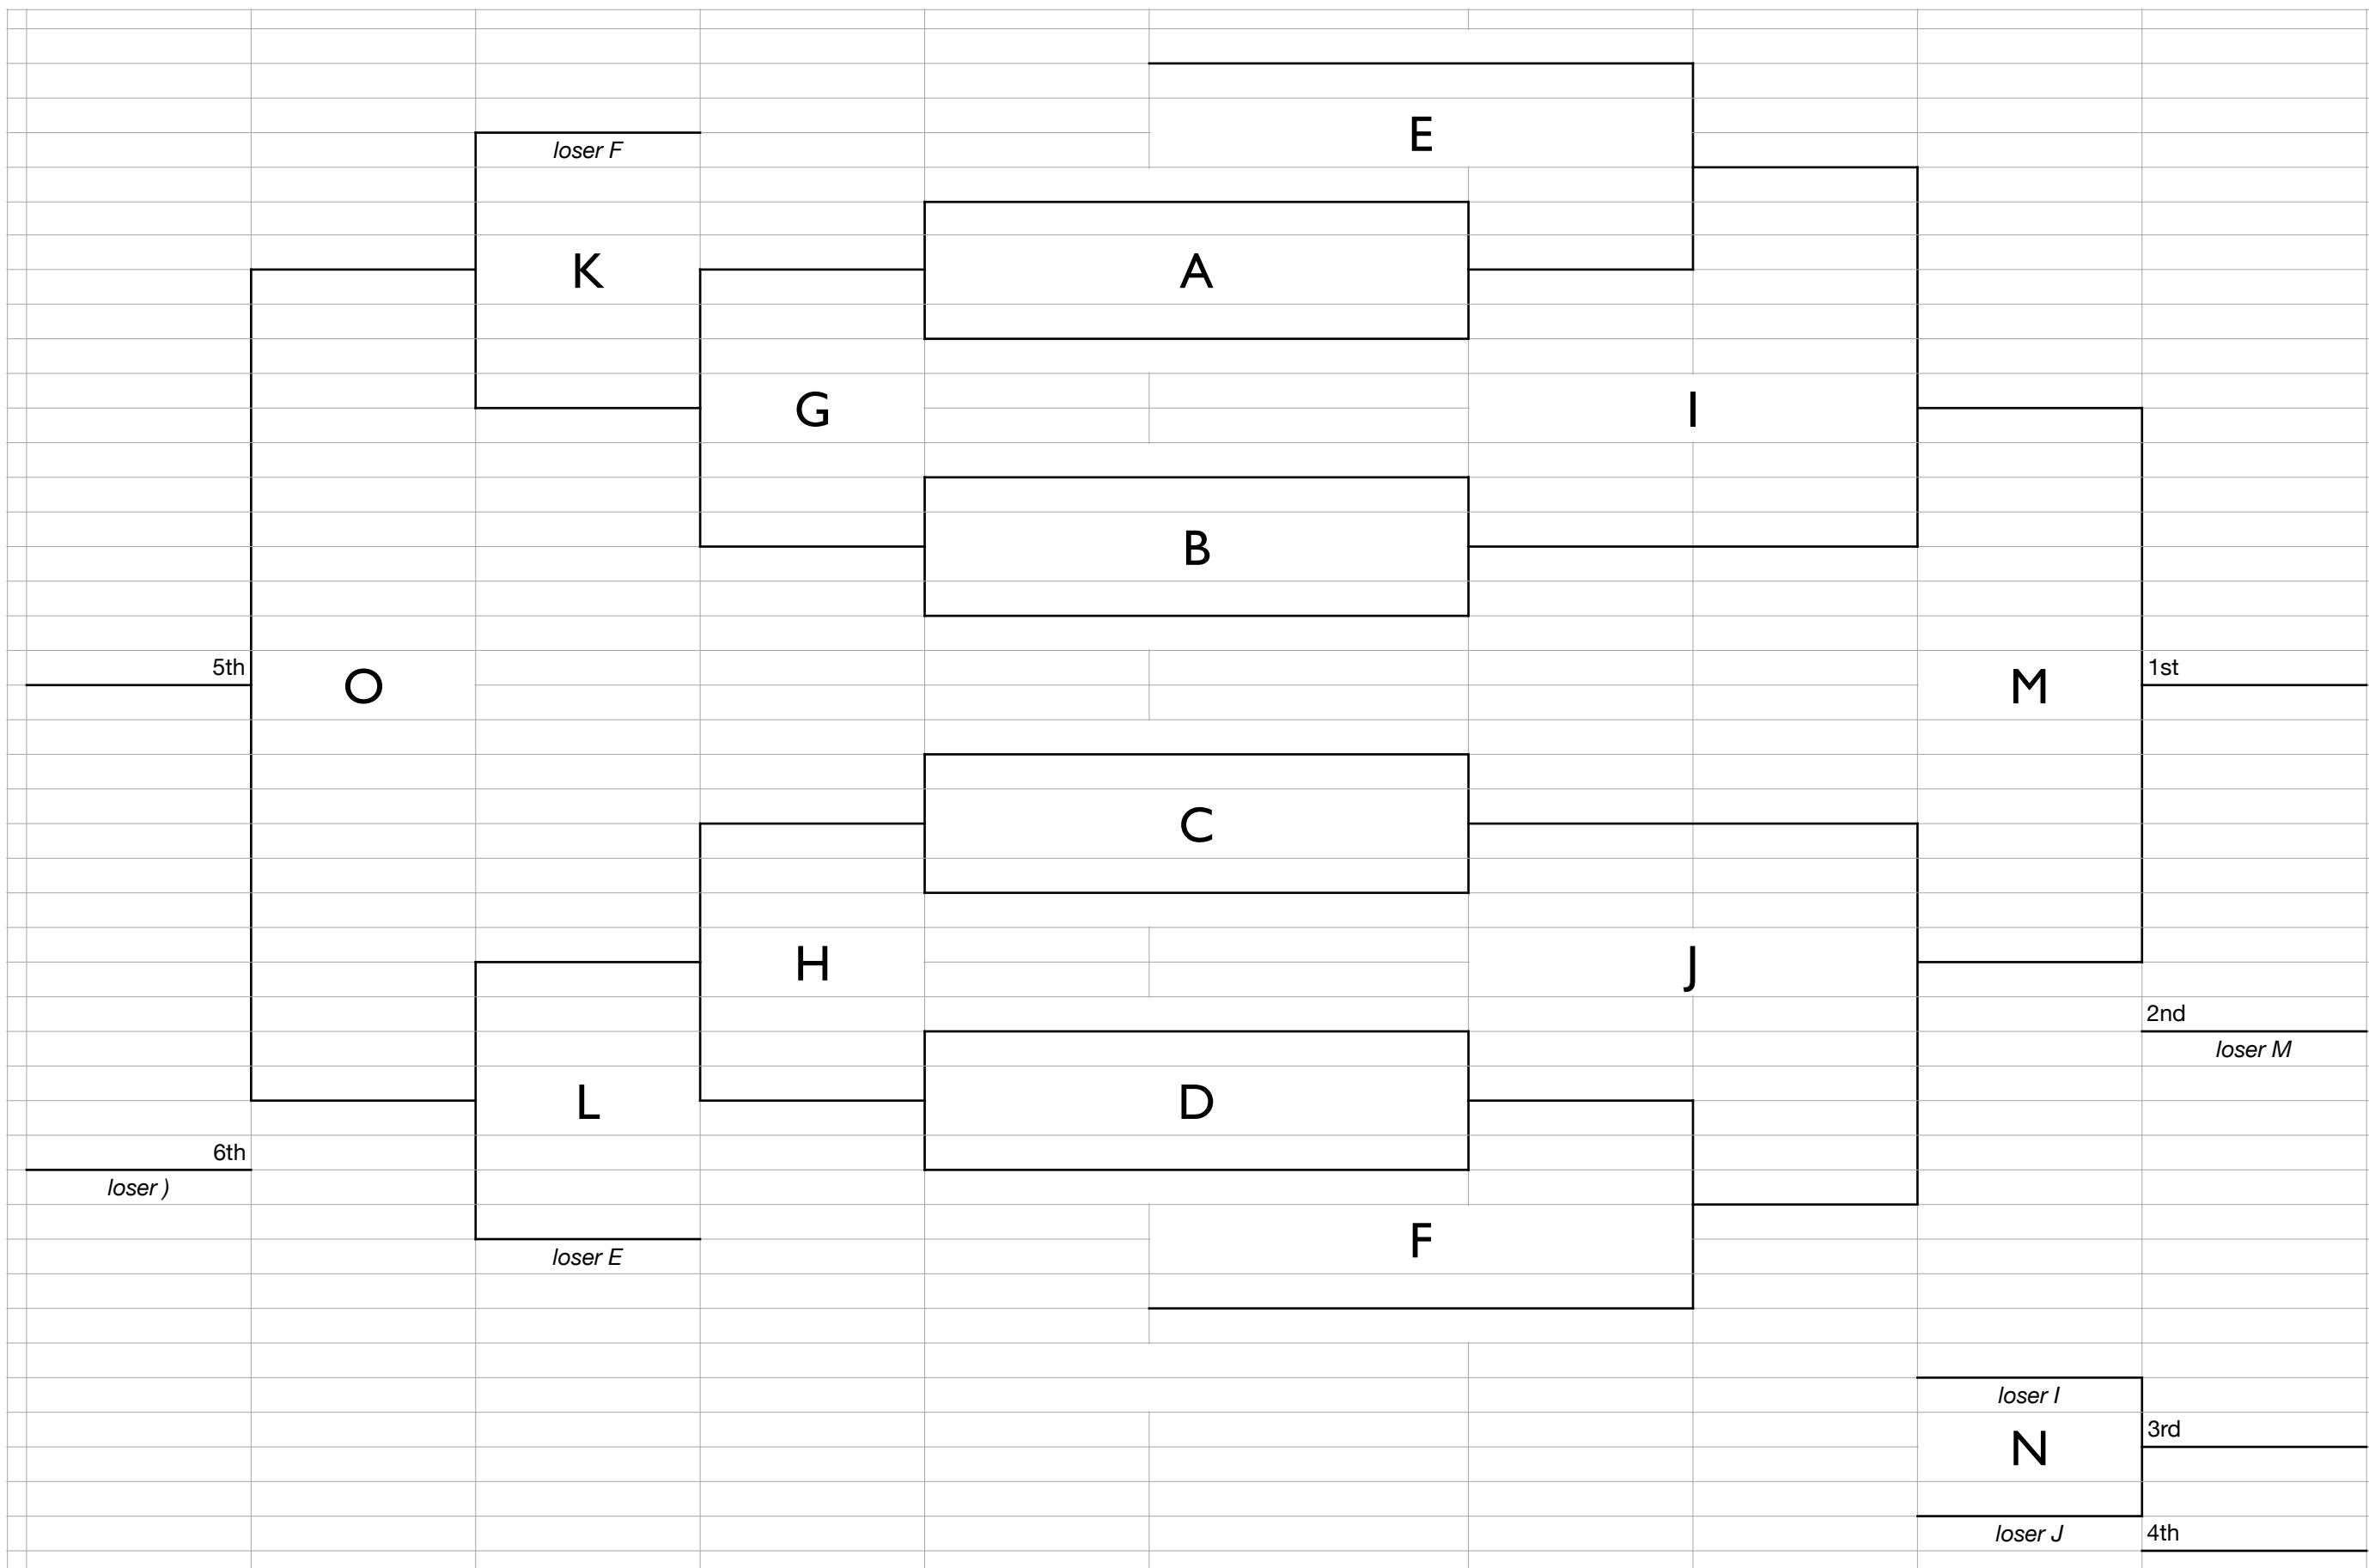 E
loser F
K
A
G
I
B
5th
1st
O
M
C
H
J
2nd
loser M
L
D
6th
loser )
F
loser E
loser I
3rd
N
loser J
4th